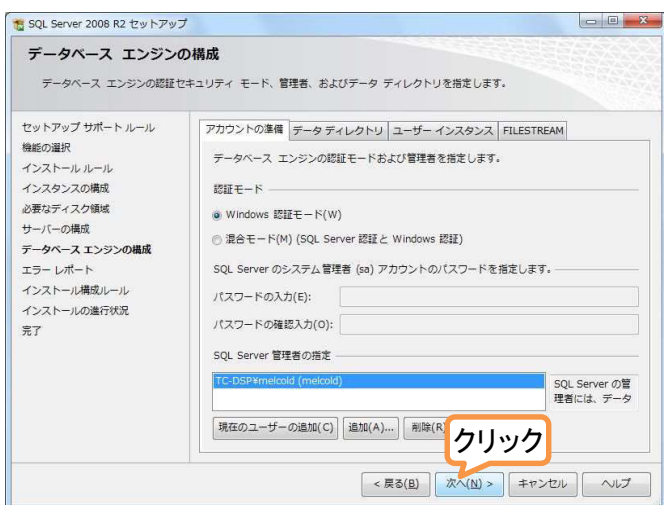 SQL Server 2008 R2 セットアップ
データベース エンジンの構成
データベース エンジンの認証セキュリティ モード、管理者、およびデータ ディレクトリを指定します。
セットアップ サポート ルール
機能の選択
インストール ルール
インスタンスの構成
必要なディスク領域
サーバーの構成
データベース エンジンの構成
エラー レポート
インストール構成ルール
インストールの進行状況
完了
アカウントの準備 データ ディレクトリ ユーザー インスタンス FILESTREAM
データベース エンジンの認証モードおよび管理者を指定します。
認証モード
Windows 認証モード(W)
混合モード(M) (SQL Server 認証と Windows 認証)
SQL Server のシステム管理者 (sa) アカウントのパスワードを指定します。
パスワードの入力(E):
パスワードの確認入力(O):
SQL Server 管理者の指定
TC-DSP¥melcold (melcold)
SQL Server の管
理者には、データ
現在のユーザーの追加(C) 追加(A)... 削除(R)
クリック
< 戻る(B) 次へ(N) > キャンセル ヘルプ